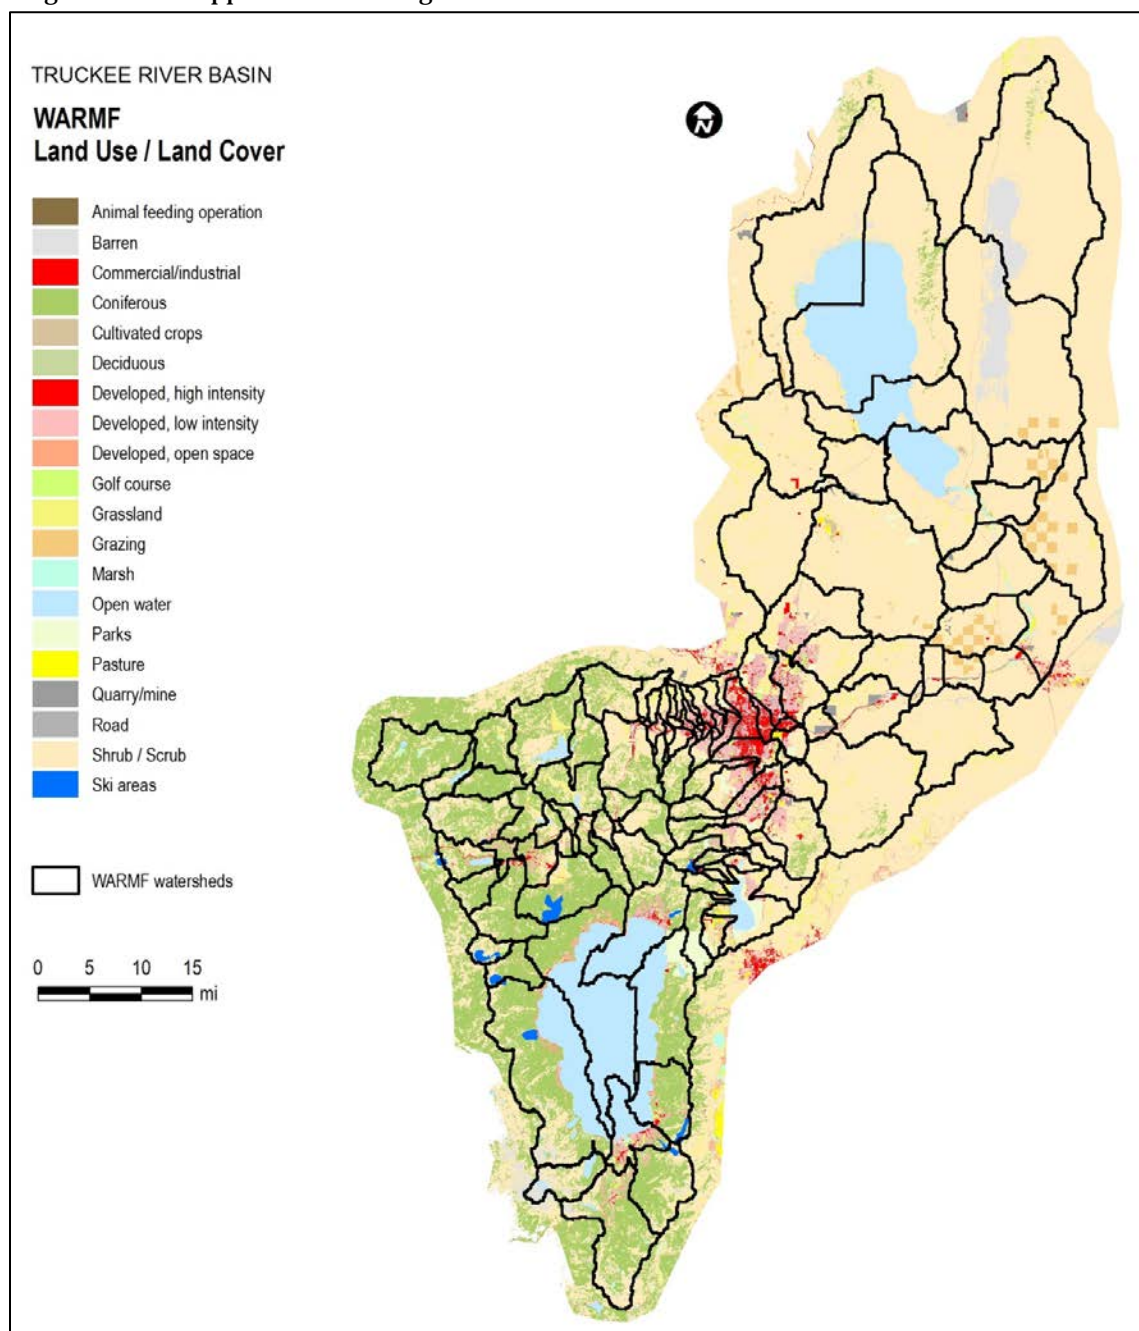 TRUCKEE RIVER BASIN
WARMF
Land Use / Land Cover
N
Animal feeding operation
Barren
Commercial/industrial
Coniferous
Cultivated crops
Deciduous
Developed, high intensity
Developed, low intensity
Developed, open space
Golf course
Grassland
Grazing
Marsh
Open water
Parks
Pasture
Quarry/mine
Road
Shrub / Scrub
Ski areas
WARMF watersheds
0 5 10 15
mi